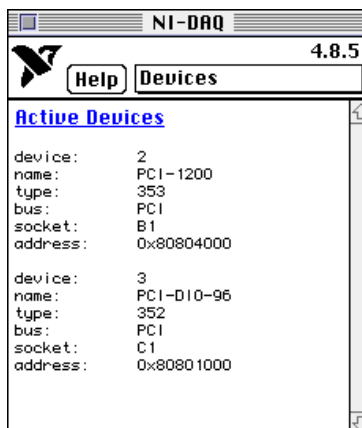 NI-DAQ
4.8.5
Help Devices
Active Devices
device: 2
name: PCI-1200
type: 353
bus: PCI
socket: B1
address: 0x80804000
device: 3
name: PCI-DIO-96
type: 352
bus: PCI
socket: C1
address: 0x80801000